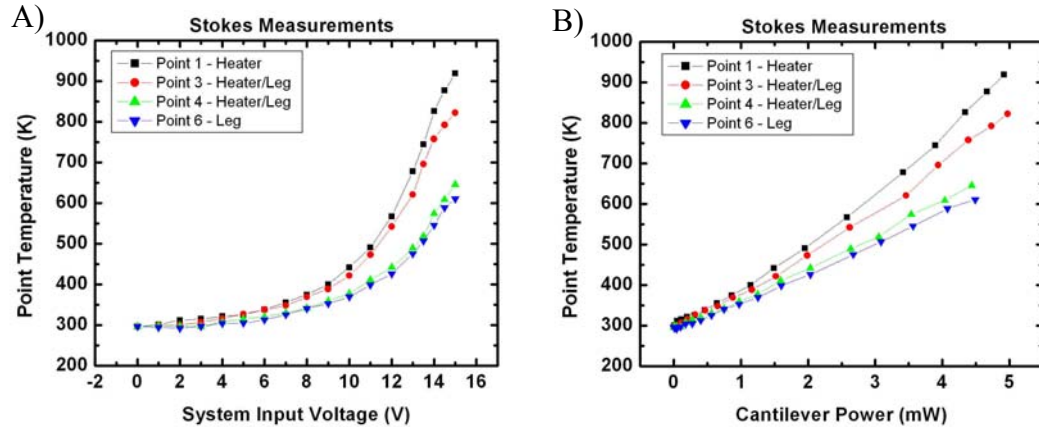 A)
Stokes Measurements
1000
900
800
700
600
500
400
300
200
Point Temperature (K)
Point 1 - Heater
Point 3 - Heater/Leg
Point 4 - Heater/Leg
Point 6 - Leg
-2 0 2 4 6 8 10 12 14 16
System Input Voltage (V)
B)
Stokes Measurements
1000
900
800
700
600
500
400
300
200
Point Temperature (K)
Point 1 - Heater
Point 3 - Heater/Leg
Point 4 - Heater/Leg
Point 6 - Leg
0 1 2 3 4 5
Cantilever Power (mW)